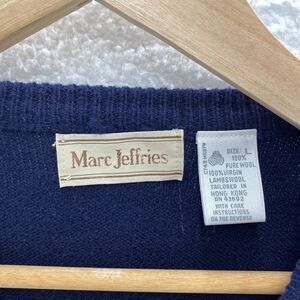 Marc Jeffries
SIZE: L
100%
PURE WOOL
100% VIRGIN
LAMBSWOOL
TAILORED IN
HONG KONG
RN 43692
WITH CARE
INSTRUCTIONS
ON THE REVERSE